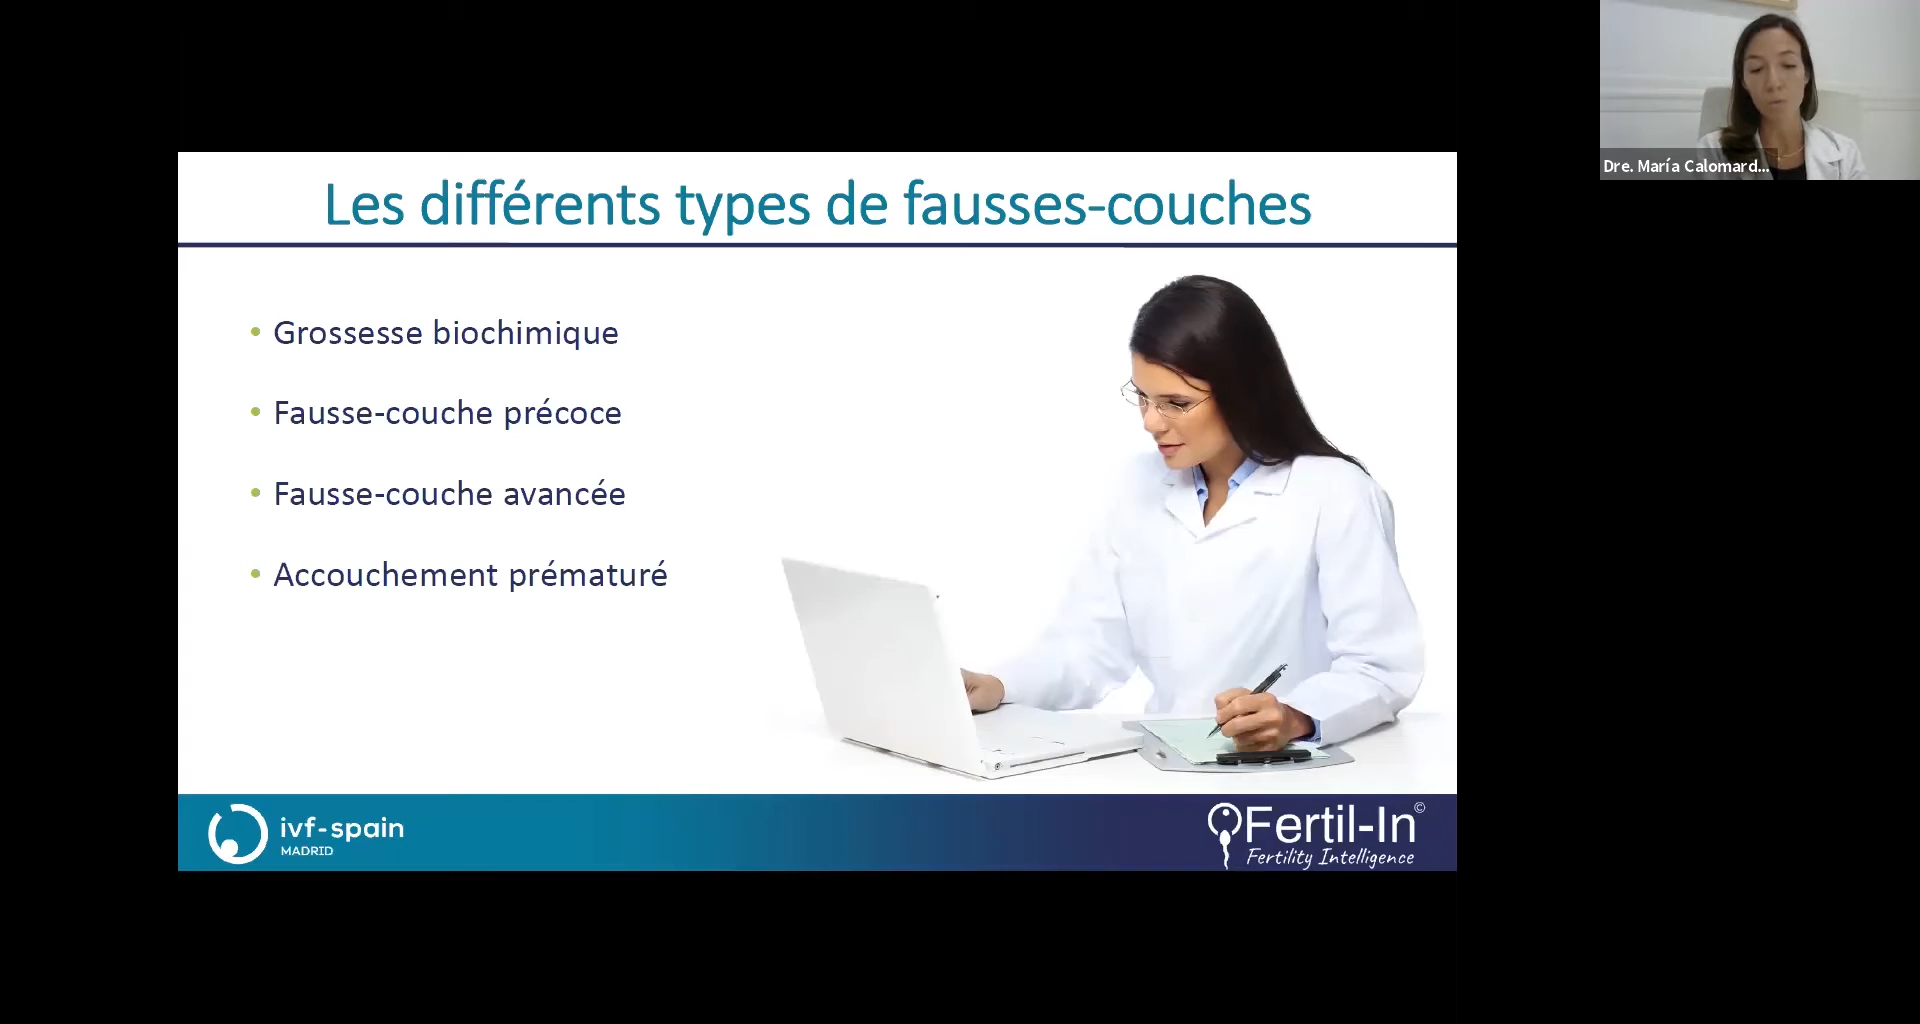 Dre. María Calomard...
Les différents types de fausses-couches
• Grossesse biochimique
• Fausse-couche précoce
• Fausse-couche avancée
• Accouchement prématuré
ivf-spain
MADRID
Fertil-In©
Fertility Intelligence